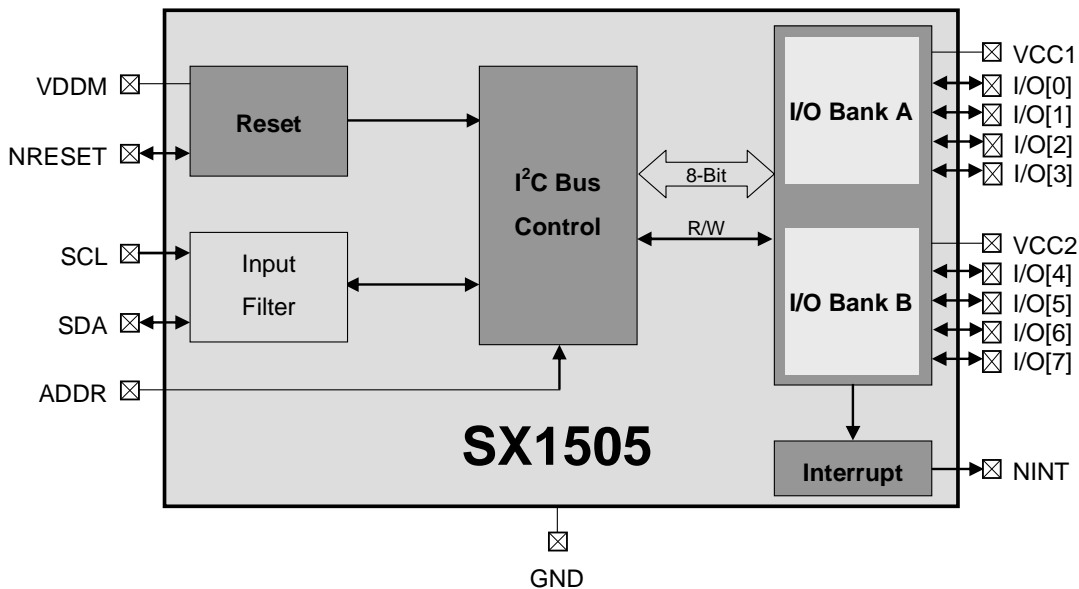 VDDM
NRESET
SCL
SDA
ADDR
Reset
Input
Filter
I²C Bus
Control
8-Bit
R/W
I/O Bank A
I/O Bank B
VCC1
I/O[0]
I/O[1]
I/O[2]
I/O[3]
VCC2
I/O[4]
I/O[5]
I/O[6]
I/O[7]
SX1505
Interrupt
NINT
GND